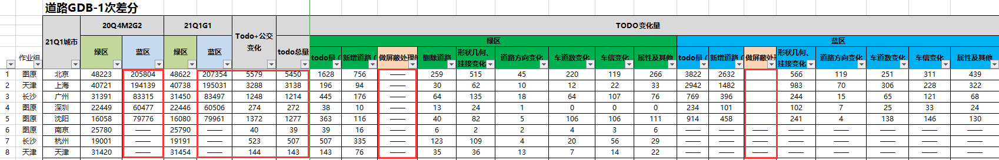 道路GDB-1次差分
作业组 21Q1城市 20Q4M2G2 21Q1G1 Todo+公交变化 todo总量 TODO变化量
绿区 蓝区 绿区 蓝区 绿区 蓝区
todo量（ 新增道路（ 做屏蔽处理的 删除道路 形状几何、挂接变化 道路方向变化 车道数变化 车信变化 属性及其他 todo量（ 新增道路（ 做屏蔽处理 形状几何、挂接变化 道路方向变化 车道数变化 车信变化 属性及其他
1 图原 北京 48223 205804 48622 207354 5579 5450 1628 756 —— 259 515 45 220 119 266 3822 2632 566 119 251 311 439
2 天津 上海 40721 194139 40738 195031 3288 3138 196 94 —— 30 62 10 12 22 33 2942 1482 983 70 306 228 322
3 长沙 广州 31391 83315 31450 83497 1248 1214 445 176 —— 64 135 18 64 107 76 769 396 244 15 65 121 68
4 图原 深圳 22449 60477 22446 60506 274 272 38 10 —— 13 24 1 0 0 0 234 101 102 7 25 33 24
5 图原 沈阳 16058 79776 16080 79961 1372 1277 363 116 —— 40 82 5 106 106 111 914 458 241 4 138 146 130
6 图原 南京 25780 —— 25790 —— 40 39 39 16 —— 6 2 2 4 3 6 —— —— —— —— —— —— —— ——
7 长沙 杭州 19001 —— 19191 —— 523 507 507 335 —— 123 109 4 20 56 29 —— —— —— —— —— —— —— ——
8 天津 天津 31420 —— 31454 —— 144 143 143 76 —— 35 36 13 7 14 22 —— —— —— —— —— —— —— ——